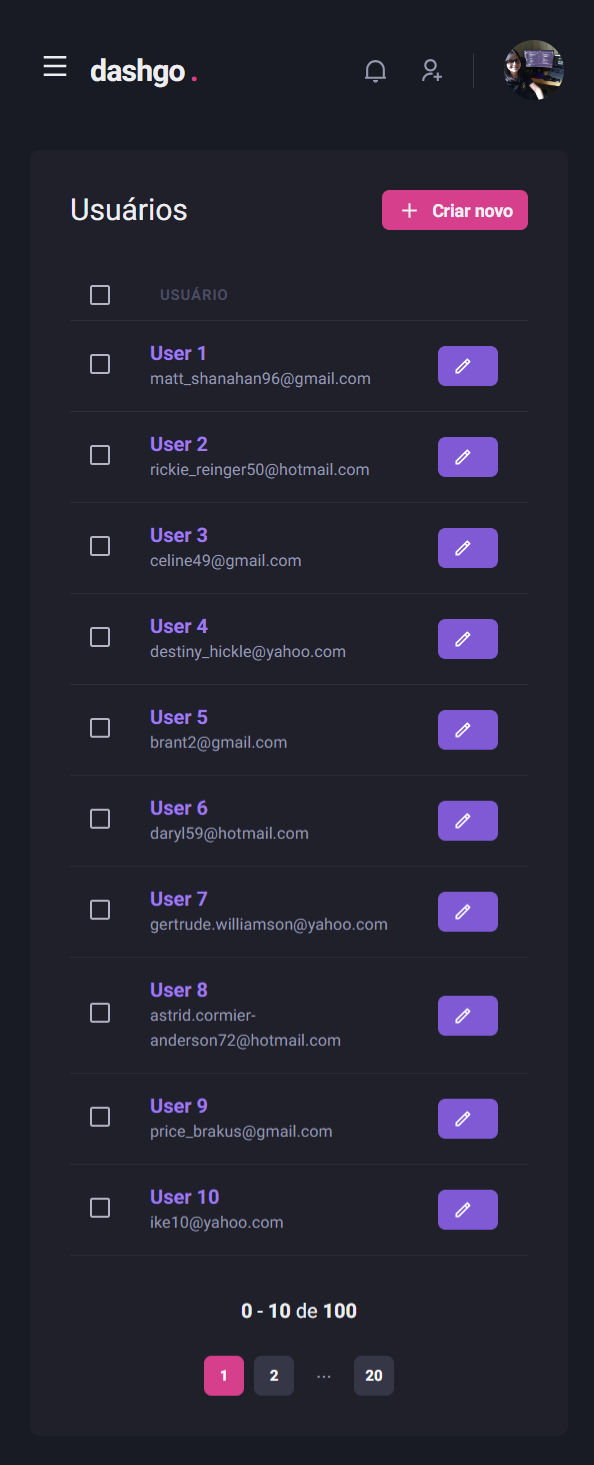 dashgo.
Usuários
+ Criar novo
USUÁRIO
User 1
matt_shanahan96@gmail.com
User 2
rickie_reinger50@hotmail.com
User 3
celine49@gmail.com
User 4
destiny_hickle@yahoo.com
User 5
brant2@gmail.com
User 6
daryl59@hotmail.com
User 7
gertrude.williamson@yahoo.com
User 8
astrid.cormier-
anderson72@hotmail.com
User 9
price_brakus@gmail.com
User 10
ike10@yahoo.com
0 - 10 de 100
1 2 ... 20